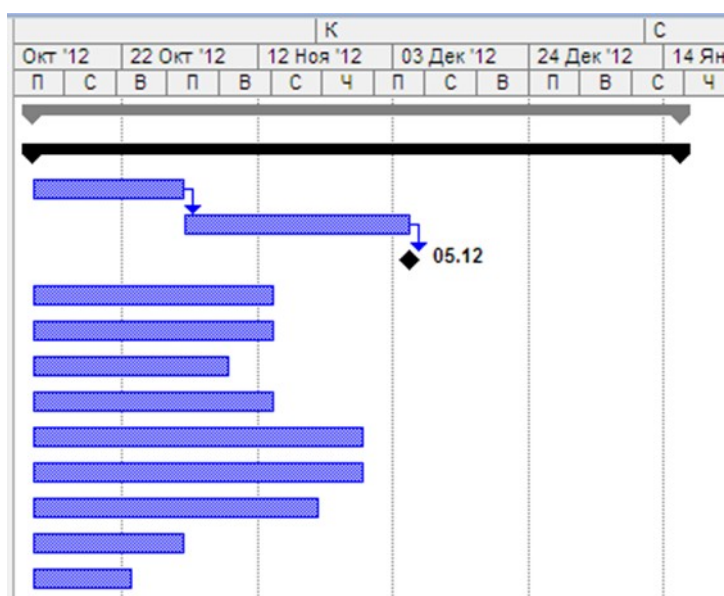 К С
Окт '12 22 Окт '12 12 Ноя '12 03 Дек '12 24 Дек '12 14 Ян
П С В П В С Ч П С В П В С Ч
05.12